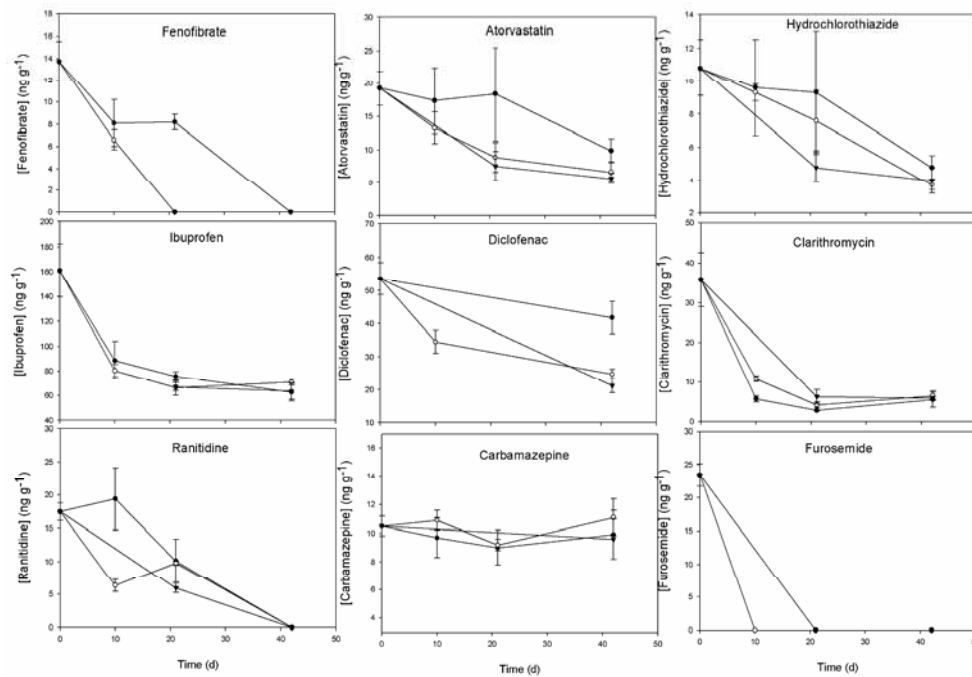 Fenofibrate
[Fenofibrate] (ng g⁻¹)
16
14
12
10
8
6
4
2
0
Atorvastatin
[Atorvastatin] (ng g⁻¹)
30
25
20
15
10
5
0
Hydrochlorothiazide
[Hydrochlorothiazide] (ng g⁻¹)
14
12
10
8
6
4
2
Ibuprofen
[Ibuprofen] (ng g⁻¹)
200
180
160
140
120
100
80
60
40
Diclofenac
[Diclofenac] (ng g⁻¹)
70
60
50
40
30
20
10
Clarithromycin
[Clarithromycin] (ng g⁻¹)
50
40
30
20
10
0
Ranitidine
[Ranitidine] (ng g⁻¹)
30
25
20
15
10
5
0
0 10 20 30 40 50
Time (d)
Carbamazepine
[Carbamazepine] (ng g⁻¹)
16
14
12
10
8
6
4
0 10 20 30 40 50
Time (d)
Furosemide
[Furosemide] (ng g⁻¹)
30
25
20
15
10
5
0
0 10 20 30 40 50
Time (d)